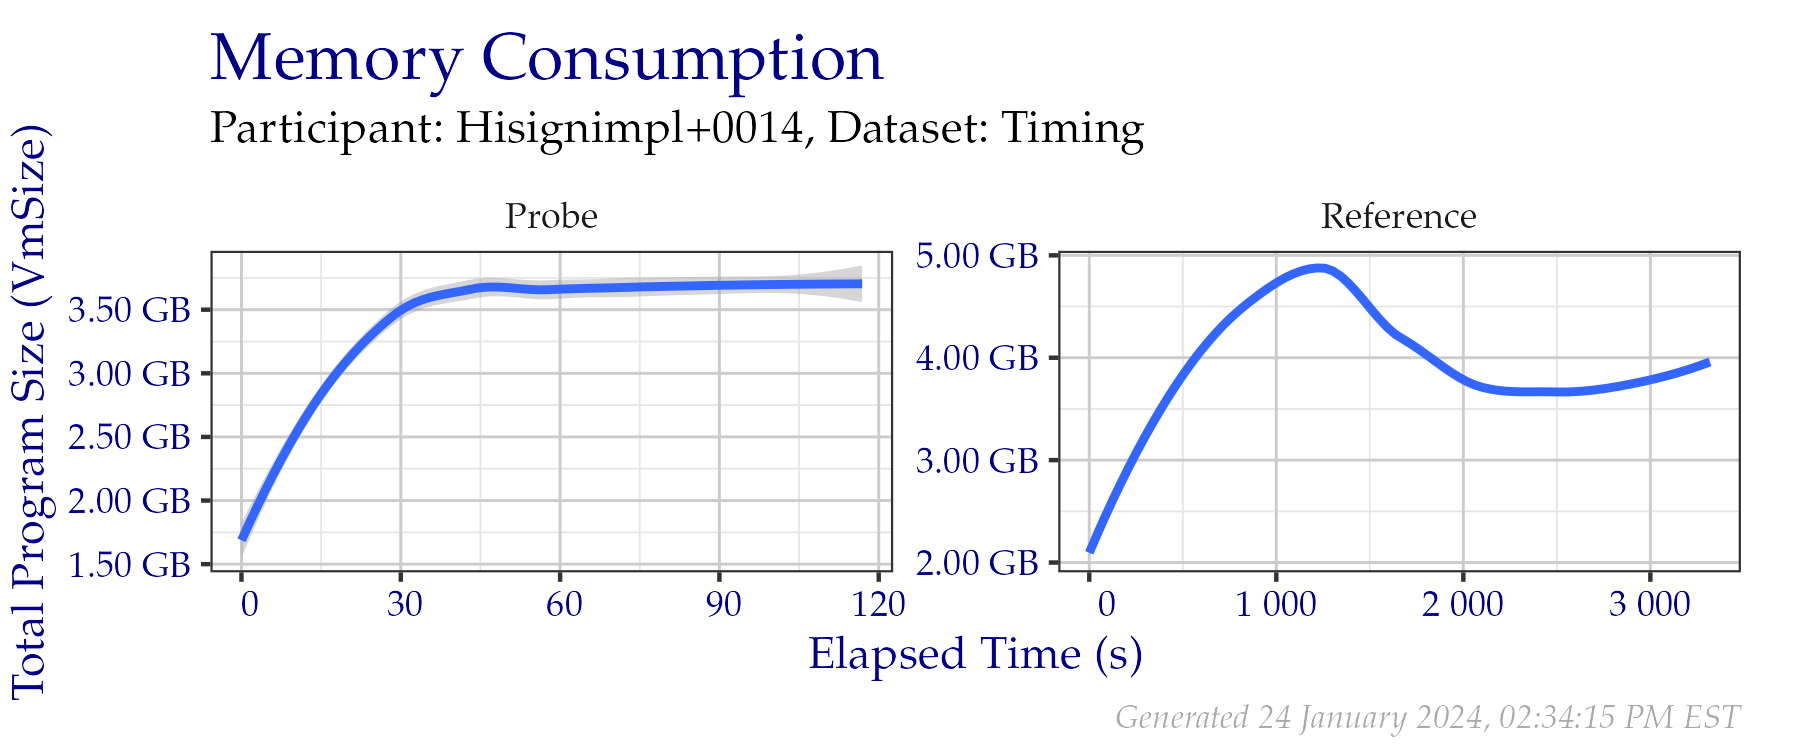 Memory Consumption
Participant: Hisignimpl+0014, Dataset: Timing
Total Program Size (VmSize)
Probe
3.50 GB
3.00 GB
2.50 GB
2.00 GB
1.50 GB
0 30 60 90 120
Reference
5.00 GB
4.00 GB
3.00 GB
2.00 GB
0 1 000 2 000 3 000
Elapsed Time (s)
Generated 24 January 2024, 02:34:15 PM EST